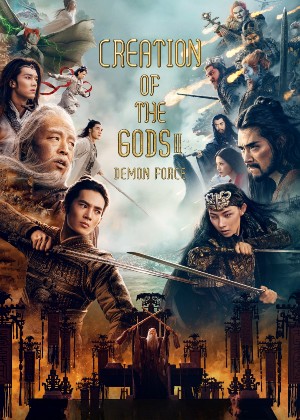 CREATION
OF
THE
GODS II
DEMON FORCE